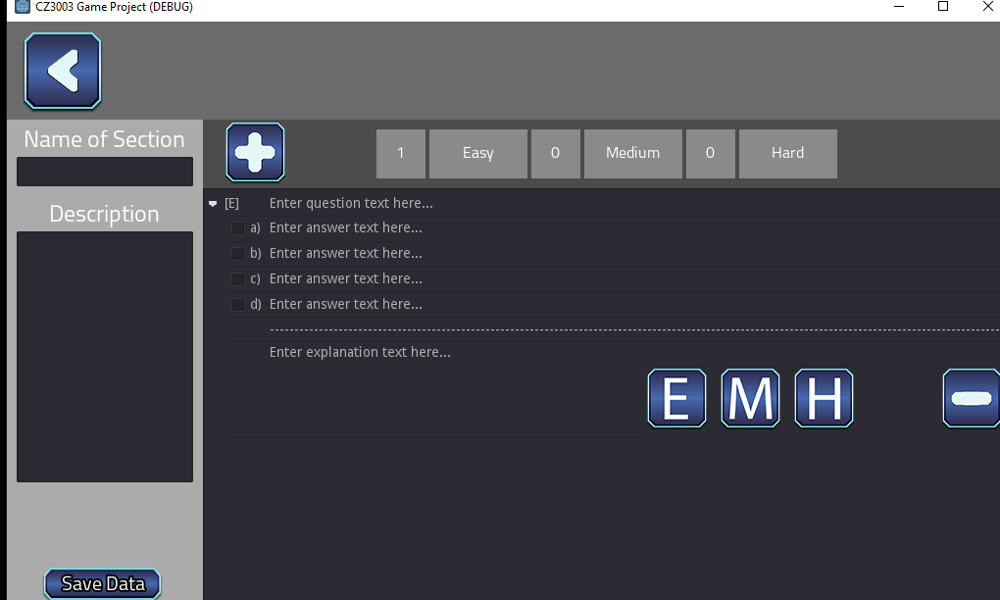 CZ3003 Game Project (DEBUG)
Name of Section
1 Easy 0 Medium 0 Hard
Description
[E] Enter question text here...
a) Enter answer text here...
b) Enter answer text here...
c) Enter answer text here...
d) Enter answer text here...
Enter explanation text here...
E M H
Save Data